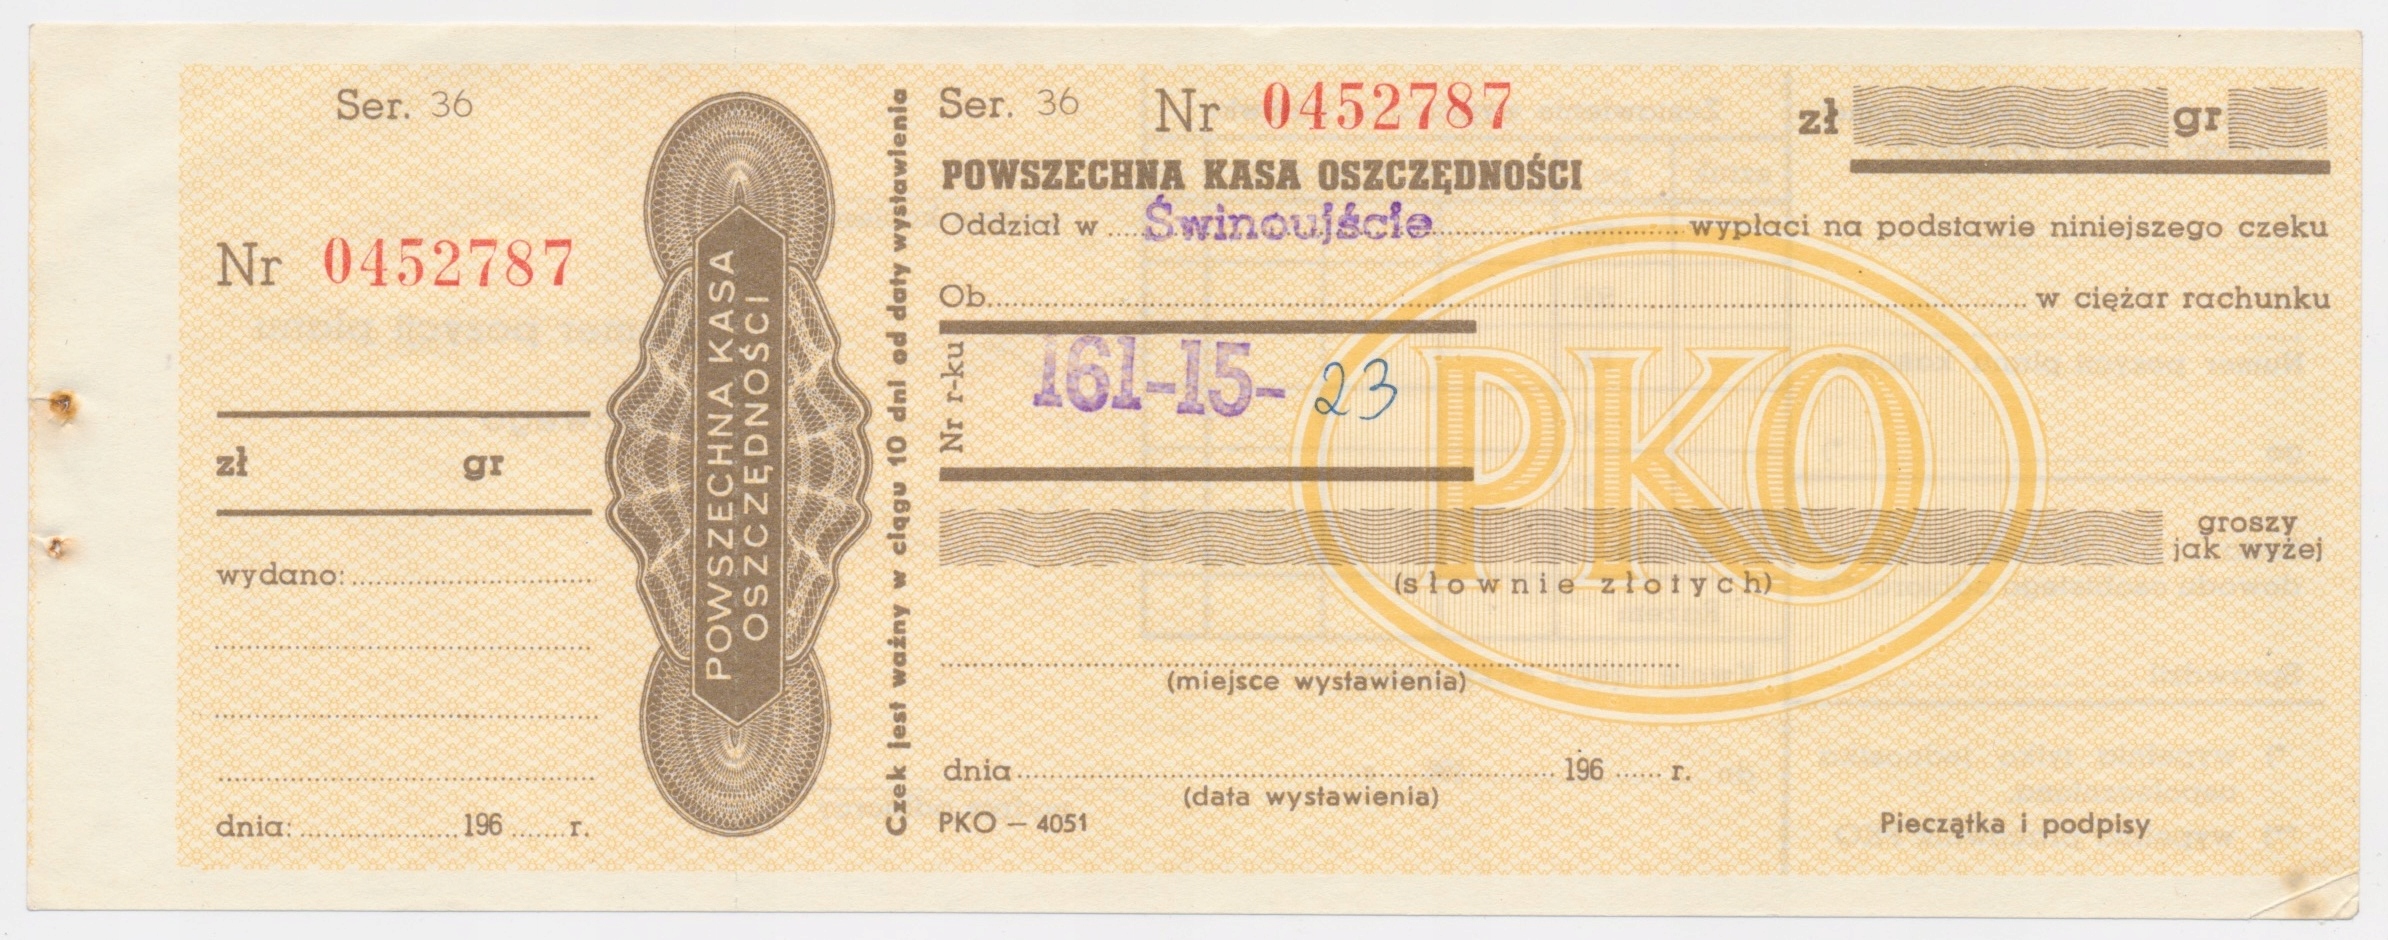 Ser. 36
Nr 0452787
zł gr
wydano:
dnia: 196 r.
POWSZECHNA KASA
OSZCZĘDNOŚCI
Czek jest ważny w ciągu 10 dni od daty wystawienia
Ser. 36 Nr 0452787 zł gr
POWSZECHNA KASA OSZCZĘDNOŚCI
Oddział w Świnoujście wypłaci na podstawie niniejszego czeku
Ob. w ciężar rachunku
Nr r-ku 161-15-23
PKO
groszy
jak wyżej
(słownie złotych)
(miejsce wystawienia)
dnia 196 r.
(data wystawienia)
PKO — 4051
Pieczątka i podpisy